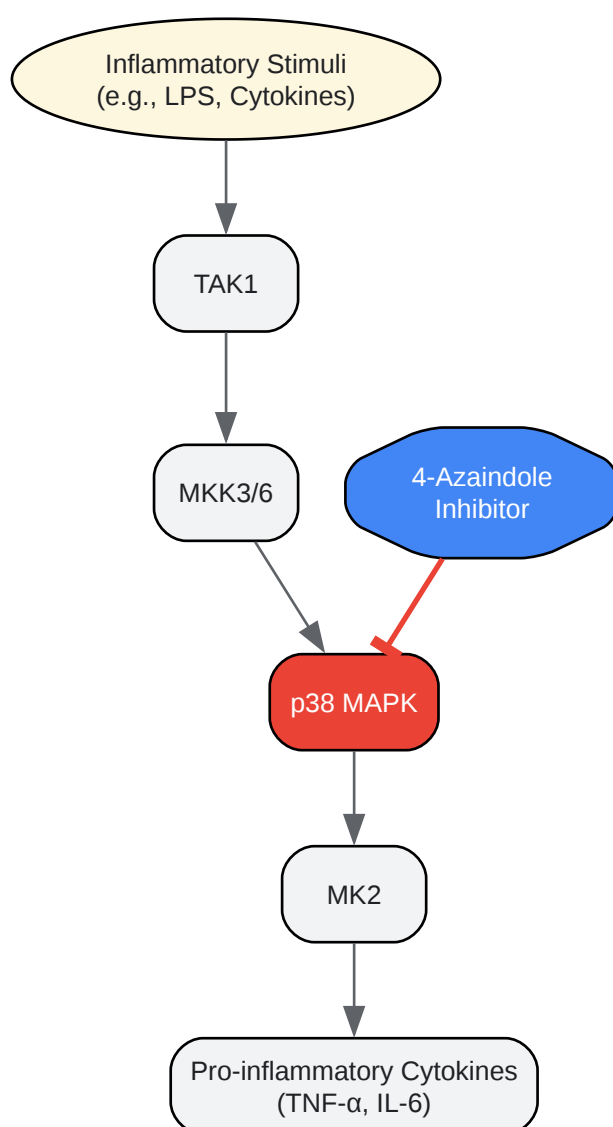 Inflammatory Stimuli
(e.g., LPS, Cytokines)
TAK1
MKK3/6
4-Azaindole
Inhibitor
p38 MAPK
MK2
Pro-inflammatory Cytokines
(TNF-α, IL-6)